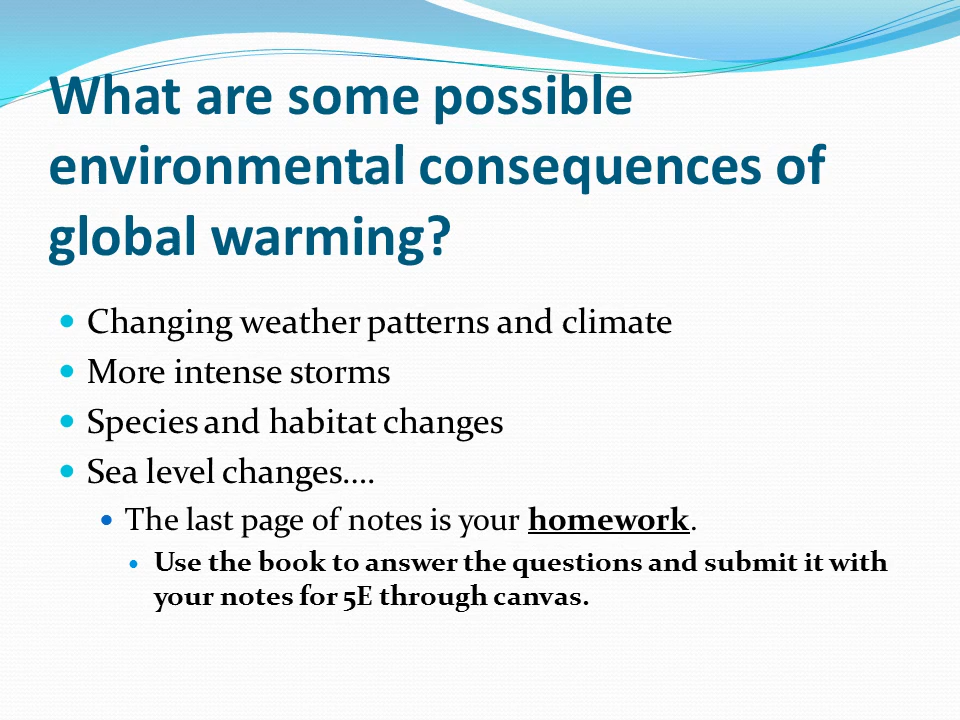 What are some possible
environmental consequences of
global warming?
• Changing weather patterns and climate
• More intense storms
• Species and habitat changes
• Sea level changes….
• The last page of notes is your homework.
• Use the book to answer the questions and submit it with
your notes for 5E through canvas.